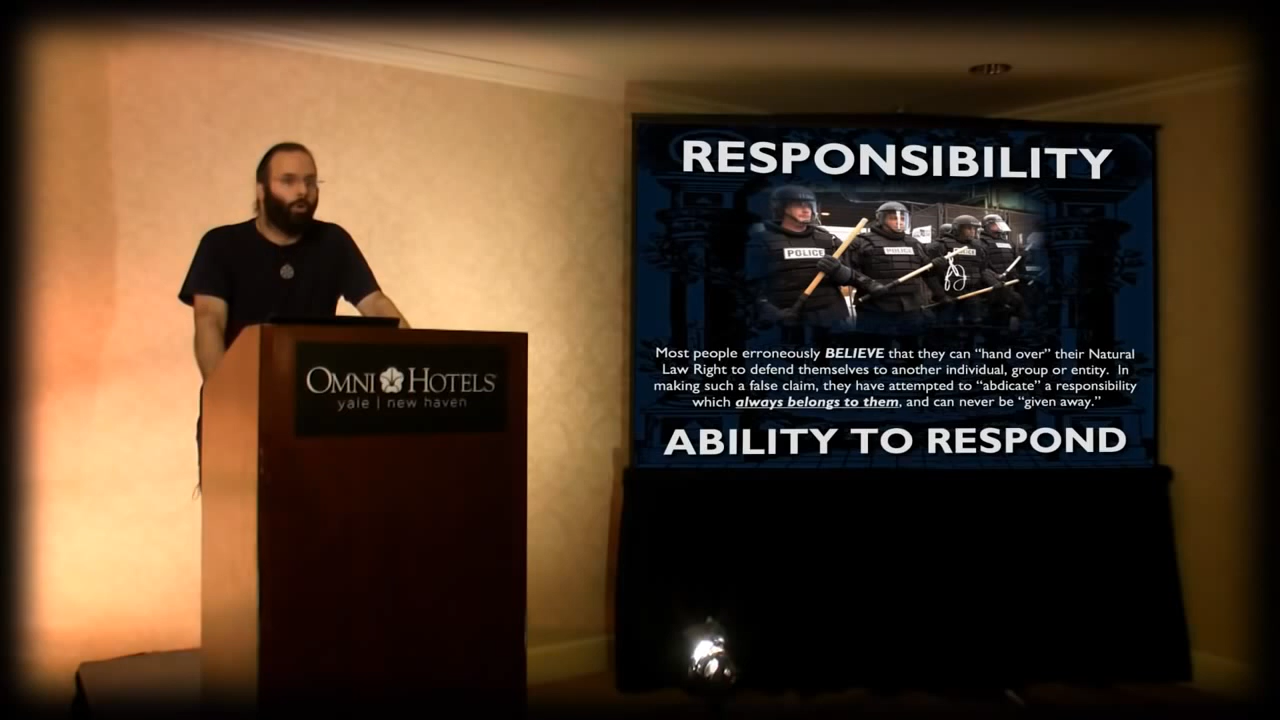 OMNI HOTELS
yale | new haven
RESPONSIBILITY
POLICE
POLICE
POLICE
Most people erroneously BELIEVE that they can “hand over” their Natural
Law Right to defend themselves to another individual, group or entity. In
making such a false claim, they have attempted to “abdicate” a responsibility
which always belongs to them, and can never be “given away.”
ABILITY TO RESPOND